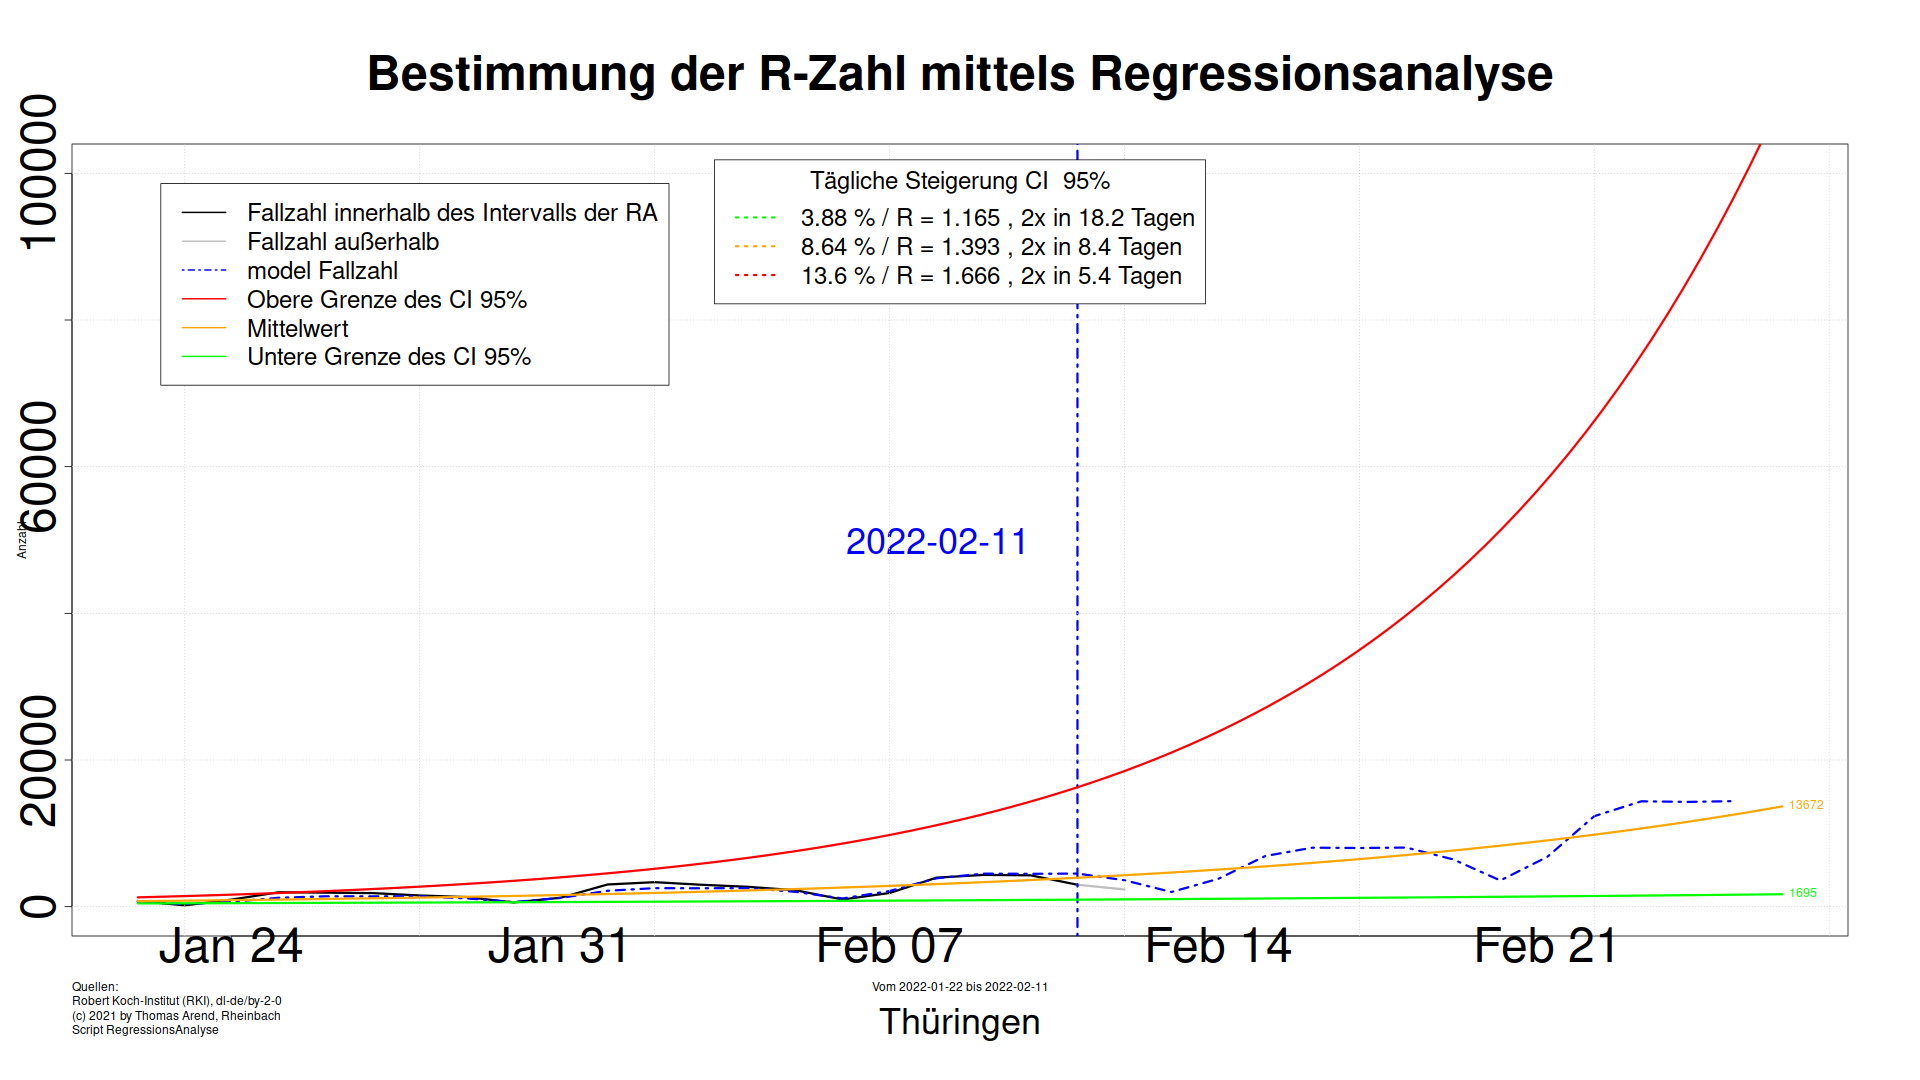 Bestimmung der R-Zahl mittels Regressionsanalyse
Anzahl
100000
60000
20000
0
Fallzahl innerhalb des Intervalls der RA
Fallzahl außerhalb
model Fallzahl
Obere Grenze des CI 95%
Mittelwert
Untere Grenze des CI 95%
Tägliche Steigerung CI 95%
3.88 % / R = 1.165 , 2x in 18.2 Tagen
8.64 % / R = 1.393 , 2x in 8.4 Tagen
13.6 % / R = 1.666 , 2x in 5.4 Tagen
2022-02-11
13672
1695
Jan 24
Jan 31
Feb 07
Feb 14
Feb 21
Quellen:
Robert Koch-Institut (RKI), dl-de/by-2-0
(c) 2021 by Thomas Arend, Rheinbach
Script RegressionsAnalyse
Vom 2022-01-22 bis 2022-02-11
Thüringen